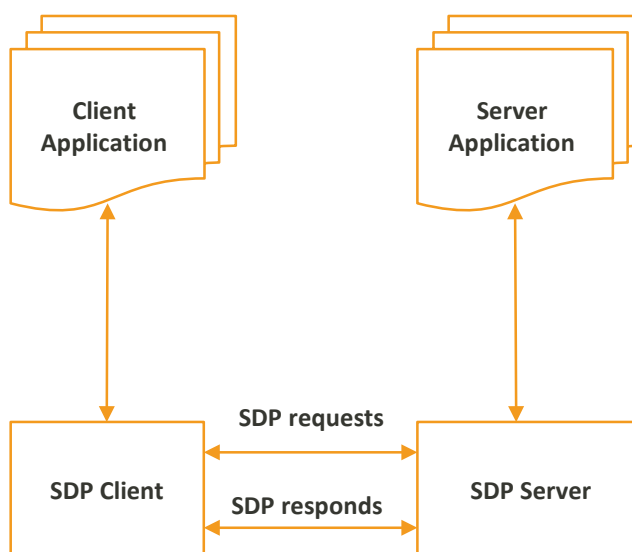 Client
Application
Server
Application
SDP requests
SDP Client
SDP responds
SDP Server